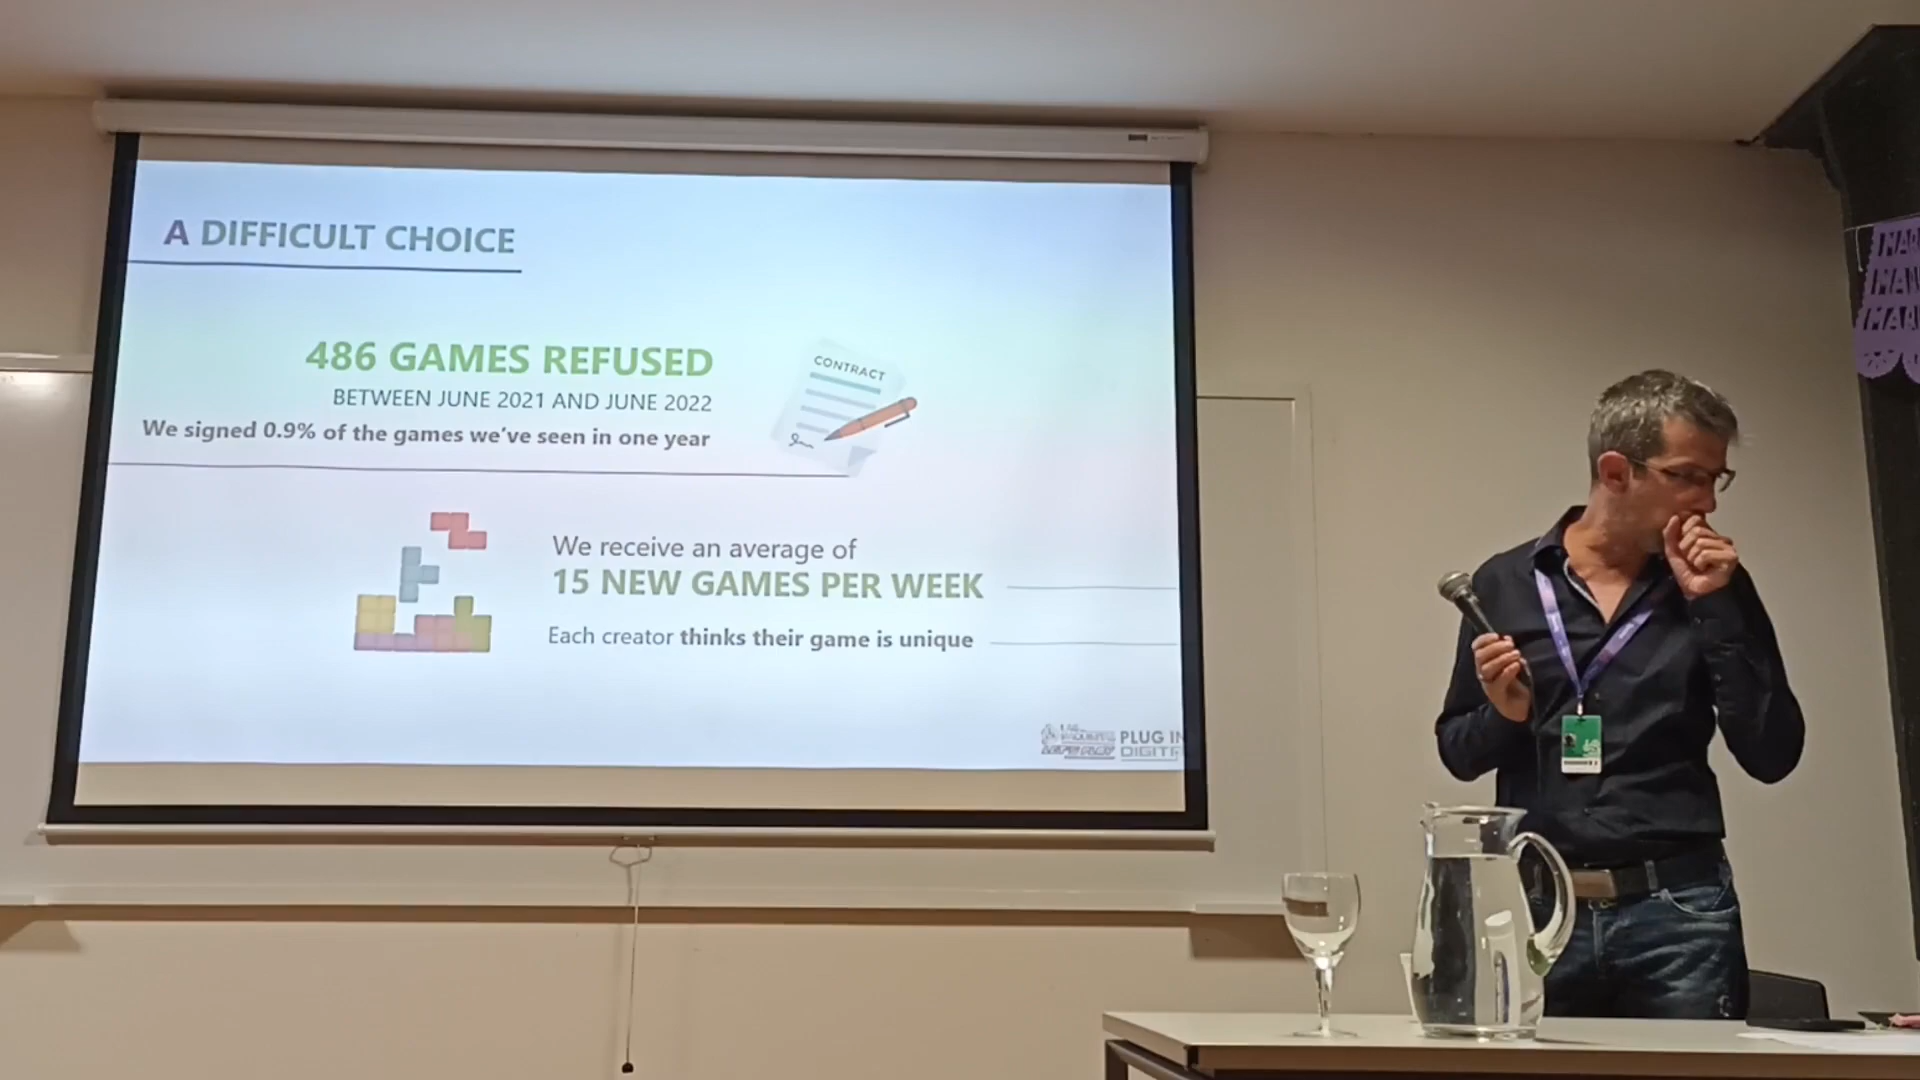 A DIFFICULT CHOICE
486 GAMES REFUSED
BETWEEN JUNE 2021 AND JUNE 2022
We signed 0.9% of the games we've seen in one year
CONTRACT
We receive an average of
15 NEW GAMES PER WEEK
Each creator thinks their game is unique
PLUG IN
DIGIT